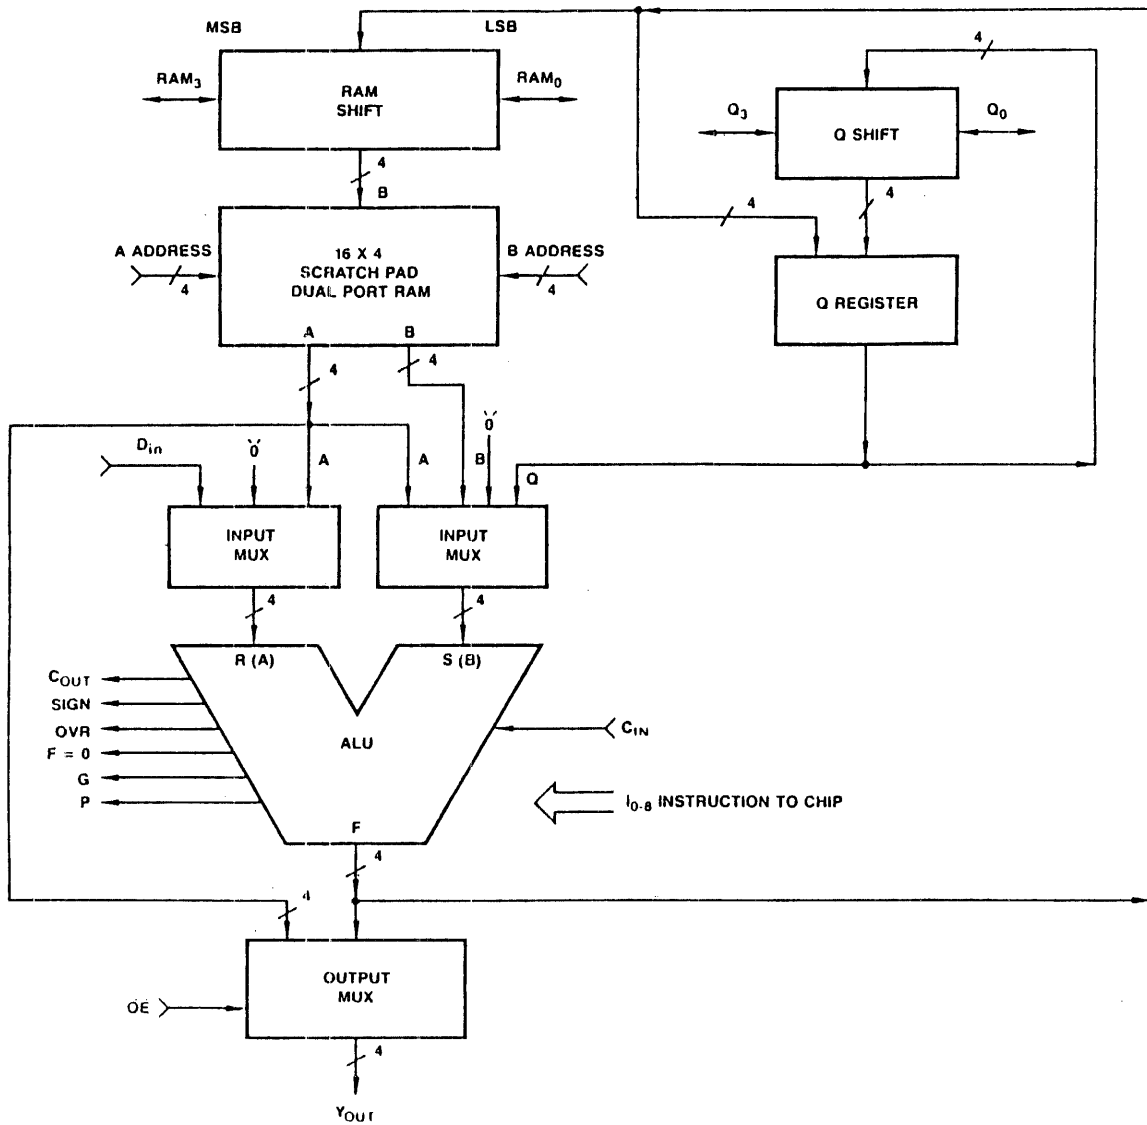 MSB
LSB
RAM3
RAM
SHIFT
RAM0
4
Q3
Q SHIFT
Q0
4
B
4
4
A ADDRESS
4
16 X 4
SCRATCH PAD
DUAL PORT RAM
B ADDRESS
4
Q REGISTER
A
B
4
4
Din
'0'
A
A
B
'0'
Q
INPUT
MUX
INPUT
MUX
4
4
R (A)
S (B)
COUT
SIGN
OVR
F = 0
G
P
ALU
CIN
I0-8 INSTRUCTION TO CHIP
F
4
4
OUTPUT
MUX
OE
4
YOUT